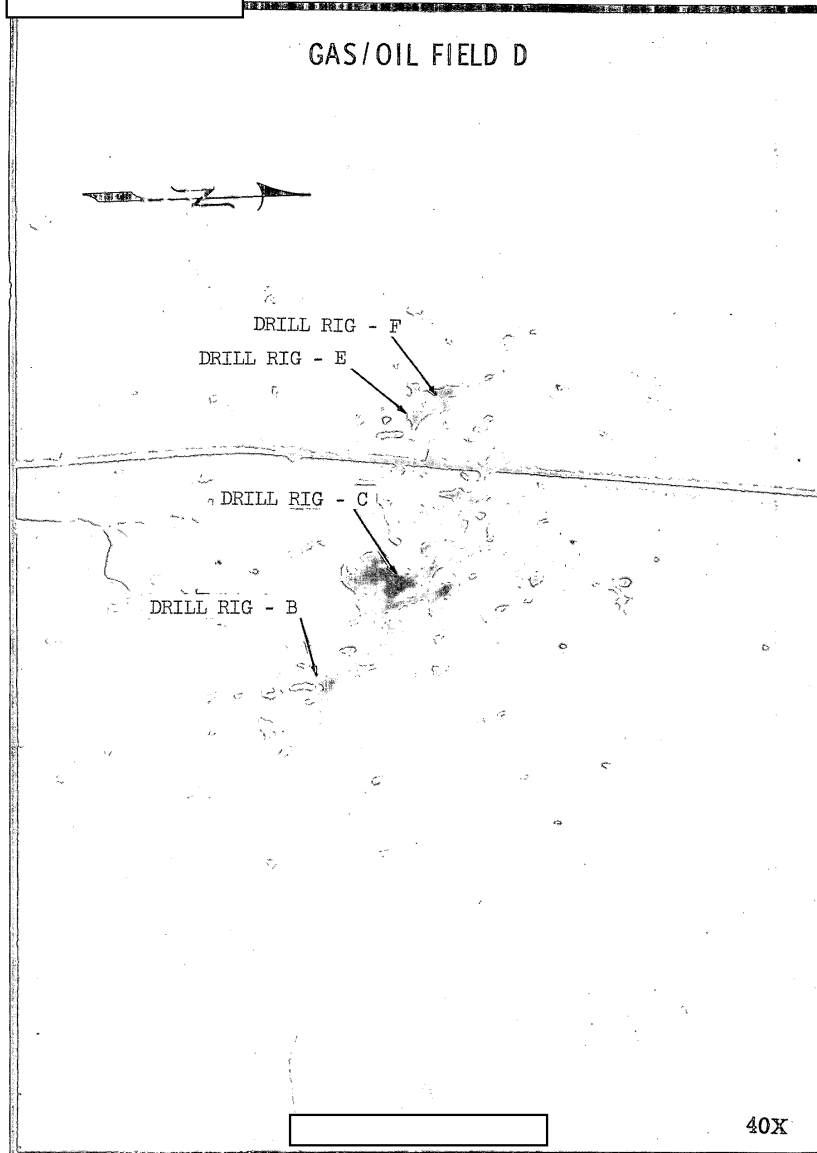 GAS/OIL FIELD D
N
DRILL RIG - F
DRILL RIG - E
DRILL RIG - C
DRILL RIG - B
40X